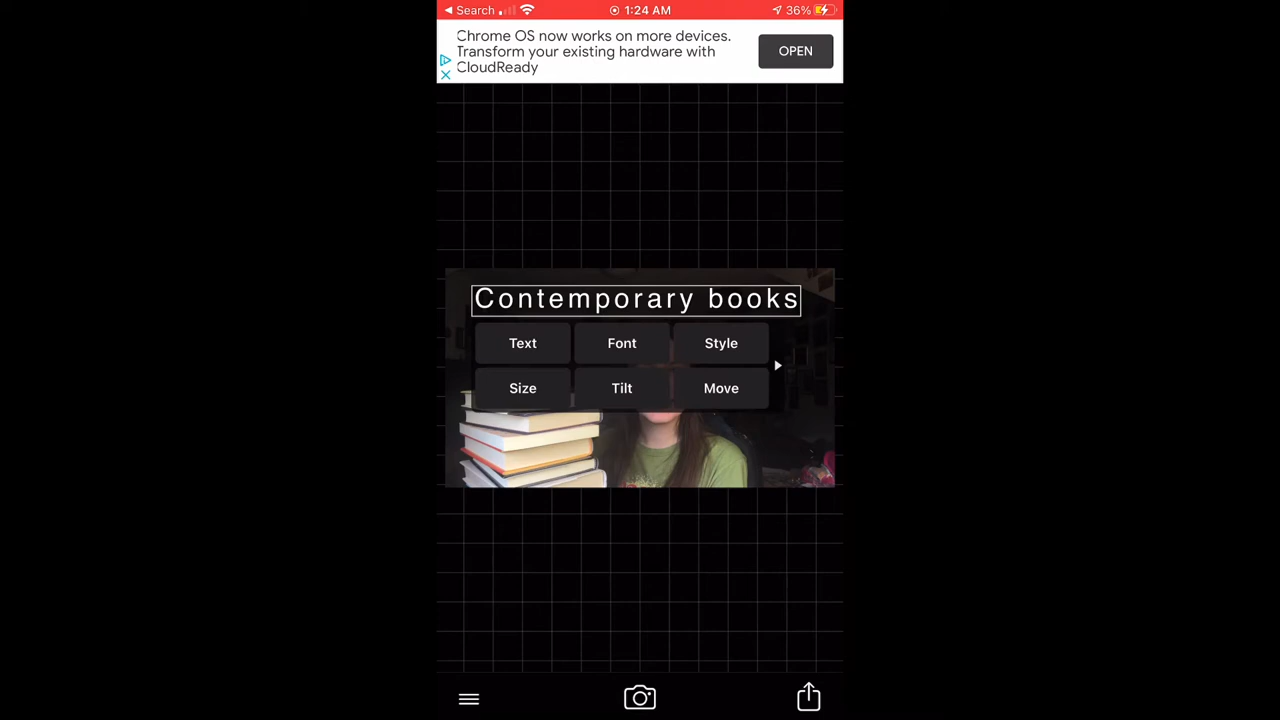 Search
1:24 AM
36%
Chrome OS now works on more devices.
Transform your existing hardware with
CloudReady
OPEN
Contemporary books
Text
Font
Style
Size
Tilt
Move